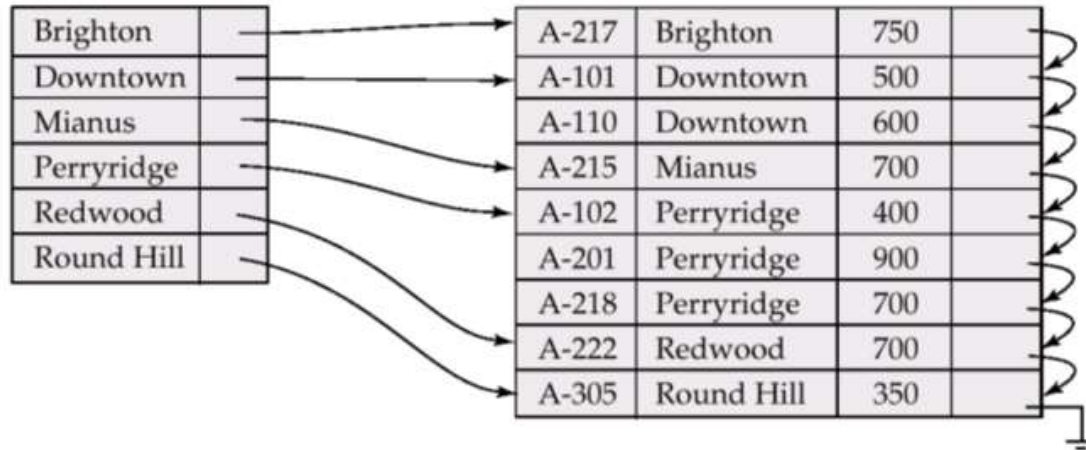 Brighton
Downtown
Mianus
Perryridge
Redwood
Round Hill
A-217 Brighton 750
A-101 Downtown 500
A-110 Downtown 600
A-215 Mianus 700
A-102 Perryridge 400
A-201 Perryridge 900
A-218 Perryridge 700
A-222 Redwood 700
A-305 Round Hill 350